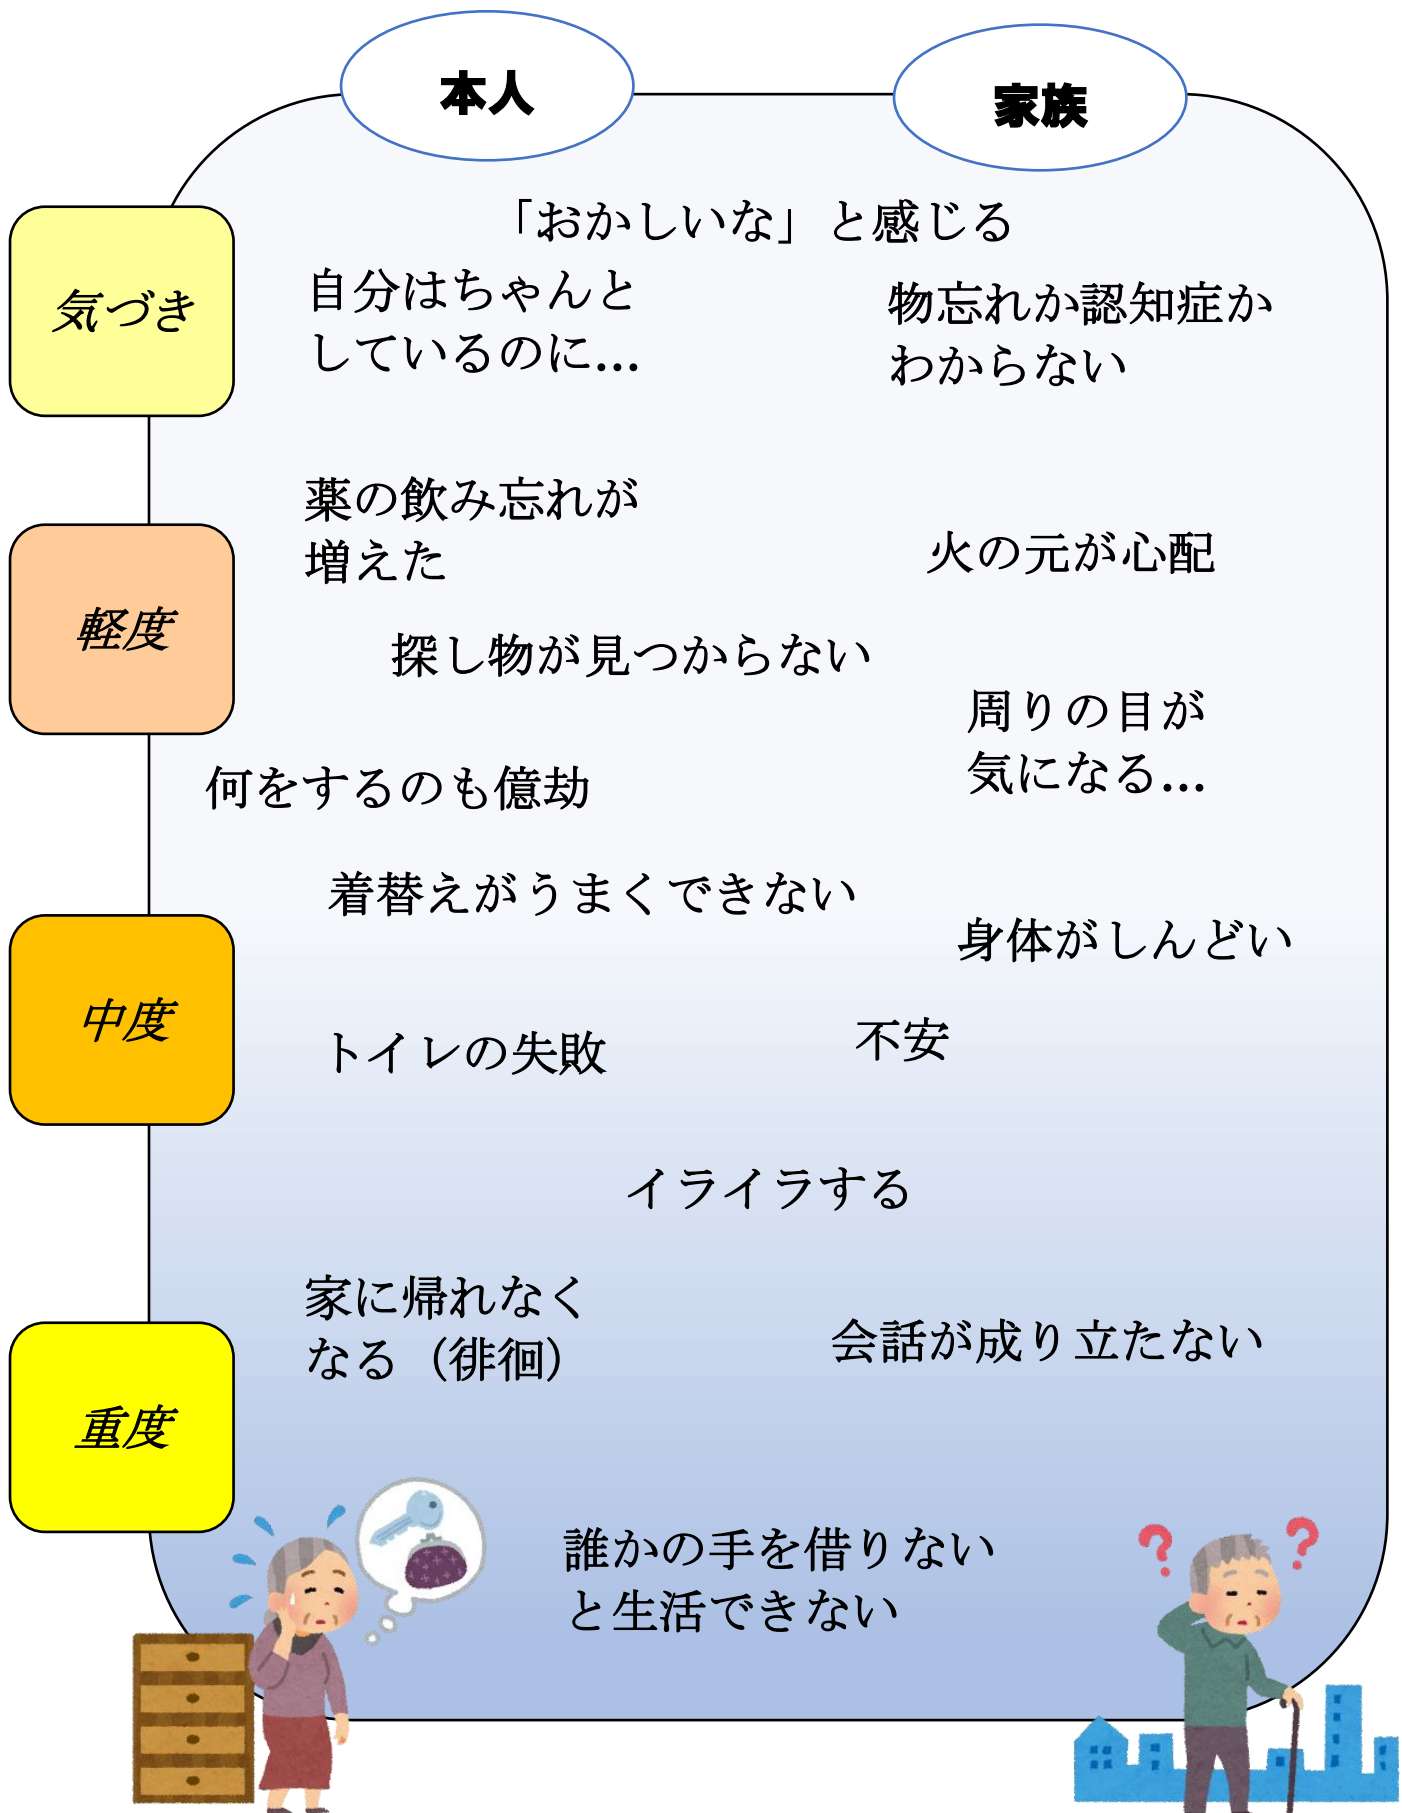 本人
家族
気づき
「おかしいな」と感じる
自分はちゃんと
しているのに…
物忘れか認知症か
わからない
軽度
薬の飲み忘れが
増えた
火の元が心配
探し物が見つからない
周りの目が
気になる…
何をするのも億劫
着替えがうまくできない
身体がしんどい
中度
トイレの失敗
不安
イライラする
家に帰れなく
なる（徘徊）
会話が成り立たない
重度
誰かの手を借りない
と生活できない